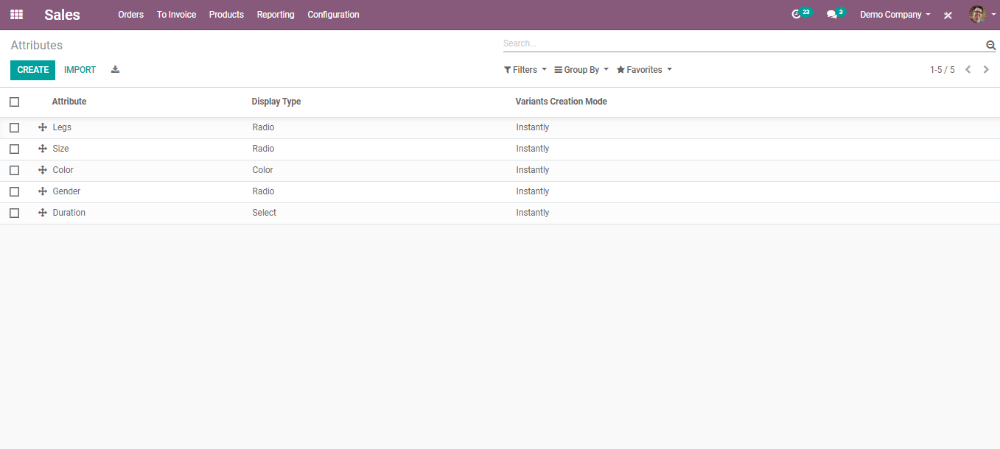 Sales Orders To Invoice Products Reporting Configuration 23 3 Demo Company
Attributes Search...
CREATE IMPORT Filters Group By Favorites 1-5 / 5
Attribute Display Type Variants Creation Mode
Legs Radio Instantly
Size Radio Instantly
Color Color Instantly
Gender Radio Instantly
Duration Select Instantly